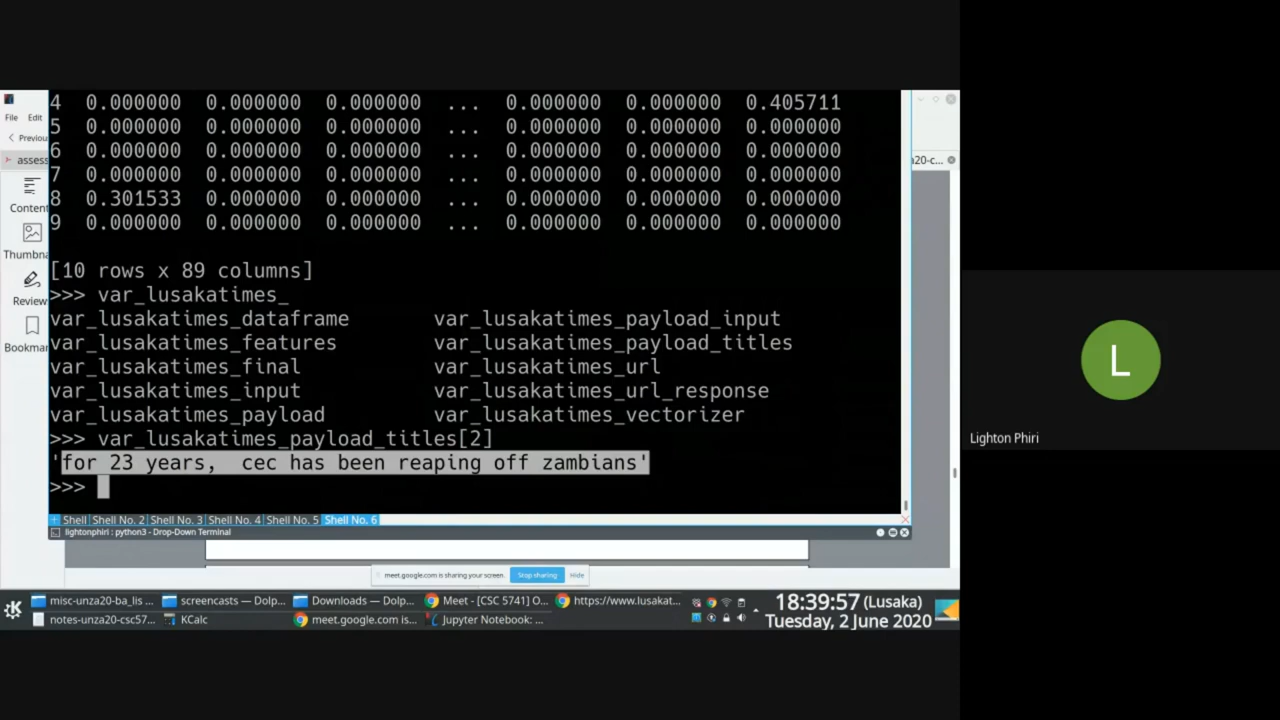 4 0.000000 0.000000 0.000000 ... 0.000000 0.000000 0.405711
5 0.000000 0.000000 0.000000 ... 0.000000 0.000000 0.000000
6 0.000000 0.000000 0.000000 ... 0.000000 0.000000 0.000000
7 0.000000 0.000000 0.000000 ... 0.000000 0.000000 0.000000
8 0.301533 0.000000 0.000000 ... 0.000000 0.000000 0.000000
9 0.000000 0.000000 0.000000 ... 0.000000 0.000000 0.000000
[10 rows x 89 columns]
>>> var_lusakatimes_
var_lusakatimes_dataframe var_lusakatimes_payload_input
var_lusakatimes_features var_lusakatimes_payload_titles
var_lusakatimes_final var_lusakatimes_url
var_lusakatimes_input var_lusakatimes_url_response
var_lusakatimes_payload var_lusakatimes_vectorizer
>>> var_lusakatimes_payload_titles[2]
'for 23 years,  cec has been reaping off zambians'
>>>
File Edit
Previou
assess
Conten
Thumbna
Review
Bookmar
a20-c...
Shell Shell No. 2 Shell No. 3 Shell No. 4 Shell No. 5 Shell No. 6
lightonphiri : python3 - Drop-Down Terminal
meet.google.com is sharing your screen. Stop sharing Hide
misc-unza20-ba_lis ... screencasts — Dolp... Downloads — Dolp... Meet - [CSC 5741] O... https://www.lusakat...
notes-unza20-csc57... KCalc meet.google.com is... Jupyter Notebook: ...
18:39:57 (Lusaka)
Tuesday, 2 June 2020
L
Lighton Phiri